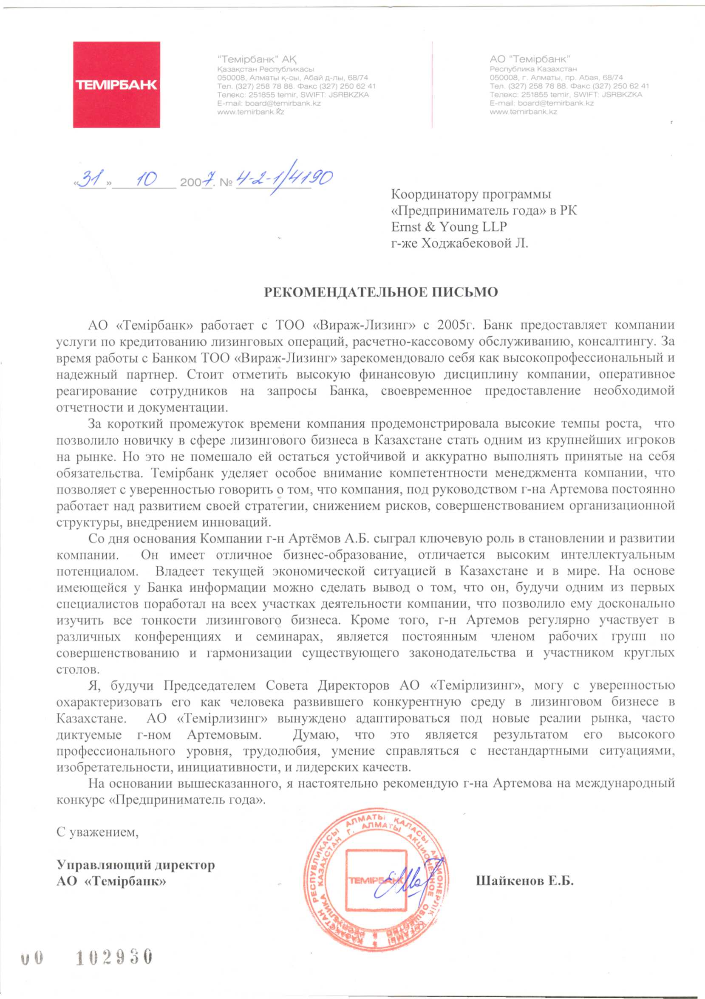 ТЕМІРБАНК
"Темірбанк" АҚ
Қазақстан Республикасы
050008, Алматы қ-сы, Абай д-лы, 68/74
Тел. (327) 258 78 88. Факс (327) 250 62 41
Телекс: 251855 temir, SWIFT: JSRBKZKA
E-mail: board@temirbank.kz
www.temirbank.kz
АО "Темірбанк"
Республика Казахстан
050008, г. Алматы, пр. Абая, 68/74
Тел. (327) 258 78 88. Факс (327) 250 62 41
Телекс: 251855 temir, SWIFT: JSRBKZKA
E-mail: board@temirbank.kz
www.temirbank.kz
«31» 10 2007. № 4-2-1/4190
Координатору программы
«Предприниматель года» в РК
Ernst & Young LLP
г-же Ходжабековой Л.
РЕКОМЕНДАТЕЛЬНОЕ ПИСЬМО
АО «Темірбанк» работает с ТОО «Вираж-Лизинг» с 2005г. Банк предоставляет компании
услуги по кредитованию лизинговых операций, расчетно-кассовому обслуживанию, консалтингу. За
время работы с Банком ТОО «Вираж-Лизинг» зарекомендовало себя как высокопрофессиональный и
надежный партнер. Стоит отметить высокую финансовую дисциплину компании, оперативное
реагирование сотрудников на запросы Банка, своевременное предоставление необходимой
отчетности и документации.
За короткий промежуток времени компания продемонстрировала высокие темпы роста, что
позволило новичку в сфере лизингового бизнеса в Казахстане стать одним из крупнейших игроков
на рынке. Но это не помешало ей остаться устойчивой и аккуратно выполнять принятые на себя
обязательства. Темірбанк уделяет особое внимание компетентности менеджмента компании, что
позволяет с уверенностью говорить о том, что компания, под руководством г-на Артемова постоянно
работает над развитием своей стратегии, снижением рисков, совершенствованием организационной
структуры, внедрением инноваций.
Со дня основания Компании г-н Артёмов А.Б. сыграл ключевую роль в становлении и развитии
компании. Он имеет отличное бизнес-образование, отличается высоким интеллектуальным
потенциалом. Владеет текущей экономической ситуацией в Казахстане и в мире. На основе
имеющейся у Банка информации можно сделать вывод о том, что он, будучи одним из первых
специалистов поработал на всех участках деятельности компании, что позволило ему досконально
изучить все тонкости лизингового бизнеса. Кроме того, г-н Артемов регулярно участвует в
различных конференциях и семинарах, является постоянным членом рабочих групп по
совершенствованию и гармонизации существующего законодательства и участником круглых
столов.
Я, будучи Председателем Совета Директоров АО «Темірлизинг», могу с уверенностью
охарактеризовать его как человека развившего конкурентную среду в лизинговом бизнесе в
Казахстане. АО «Темірлизинг» вынуждено адаптироваться под новые реалии рынка, часто
диктуемые г-ном Артемовым. Думаю, что это является результатом его высокого
профессионального уровня, трудолюбия, умение справляться с нестандартными ситуациями,
изобретательности, инициативности, и лидерских качеств.
На основании вышесказанного, я настоятельно рекомендую г-на Артемова на международный
конкурс «Предприниматель года».
С уважением,
Управляющий директор
АО «Темірбанк»
Шайкенов Е.Б.
ҚАЗАҚСТАН РЕСПУБЛИКАСЫ АЛМАТЫ ҚАЛАСЫ АКЦИОНЕРЛІК ҚОҒАМЫ
РЕСПУБЛИКА КАЗАХСТАН Г. АЛМАТЫ АКЦИОНЕРНОЕ ОБЩЕСТВО
ТЕМІРБАНК
00 102930